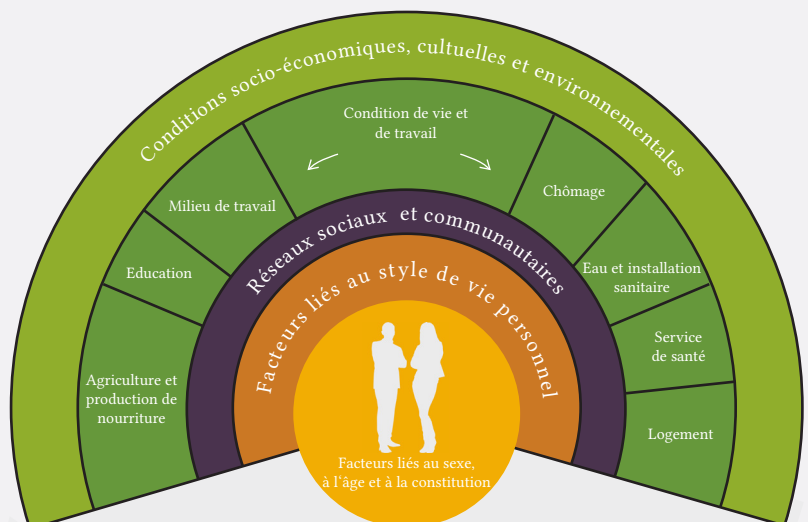 Conditions socio-économiques, cultuelles et environnementales
Condition de vie et
de travail
Milieu de travail
Chômage
Education
Eau et installation
sanitaire
Agriculture et
production de
nourriture
Service
de santé
Logement
Réseaux sociaux et communautaires
Facteurs liés au style de vie personnel
Facteurs liés au sexe,
à l'âge et à la constitution